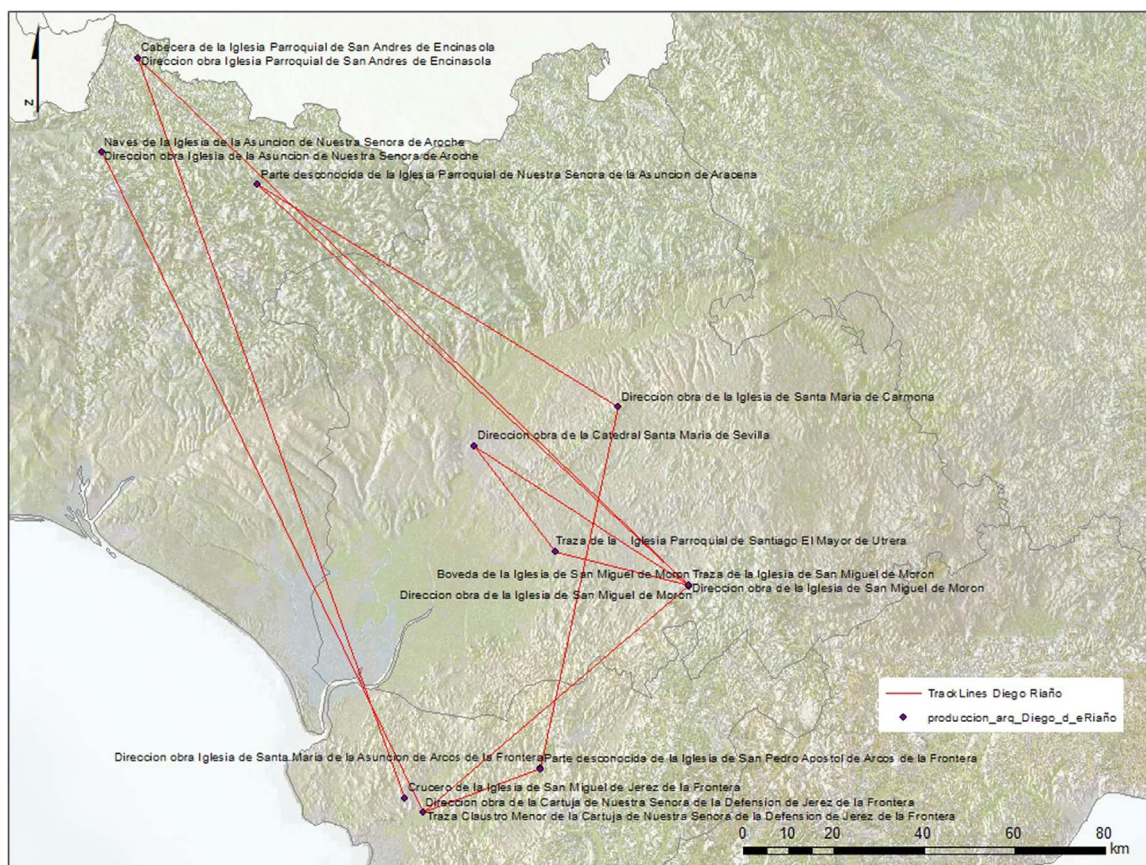 Cabecera de la Iglesia Parroquial de San Andres de Encinasola
Direccion obra Iglesia Parroquial de San Andres de Encinasola
N
Naves de la Iglesia de la Asuncion de Nuestra Senora de Aroche
Direccion obra Iglesia de la Asuncion de Nuestra Senora de Aroche
Parte desconocida de la Iglesia Parroquial de Nuestra Senora de la Asuncion de Aracena
Direccion obra de la Iglesia de Santa Maria de Carmona
Direccion obra de la Catedral Santa Maria de Sevilla
Traza de la Iglesia Parroquial de Santiago El Mayor de Utrera
Boveda de la Iglesia de San Miguel de Moron Traza de la Iglesia de San Miguel de Moron
Direccion obra de la Iglesia de San Miguel de Moron Direccion obra de la Iglesia de San Miguel de Moron
TrackLines Diego Riaño
produccion_arq_Diego_d_eRiaño
Direccion obra Iglesia de Santa Maria de la Asuncion de Arcos de la Frontera Parte desconocida de la Iglesia de San Pedro Apostol de Arcos de la Frontera
Crucero de la Iglesia de San Miguel de Jerez de la Frontera
Direccion obra de la Cartuja de Nuestra Senora de la Defension de Jerez de la Frontera
Traza Claustro Menor de la Cartuja de Nuestra Senora de la Defension de Jerez de la Frontera
0 10 20 40 60 80
km